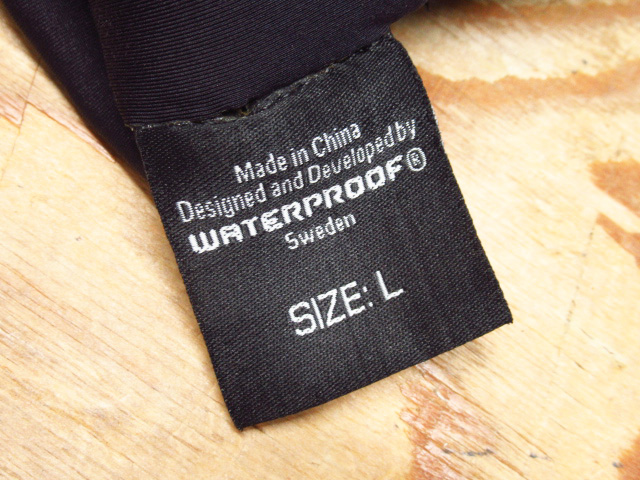 Made in China
Designed and Developed by
WATERPROOF®
Sweden
SIZE: L